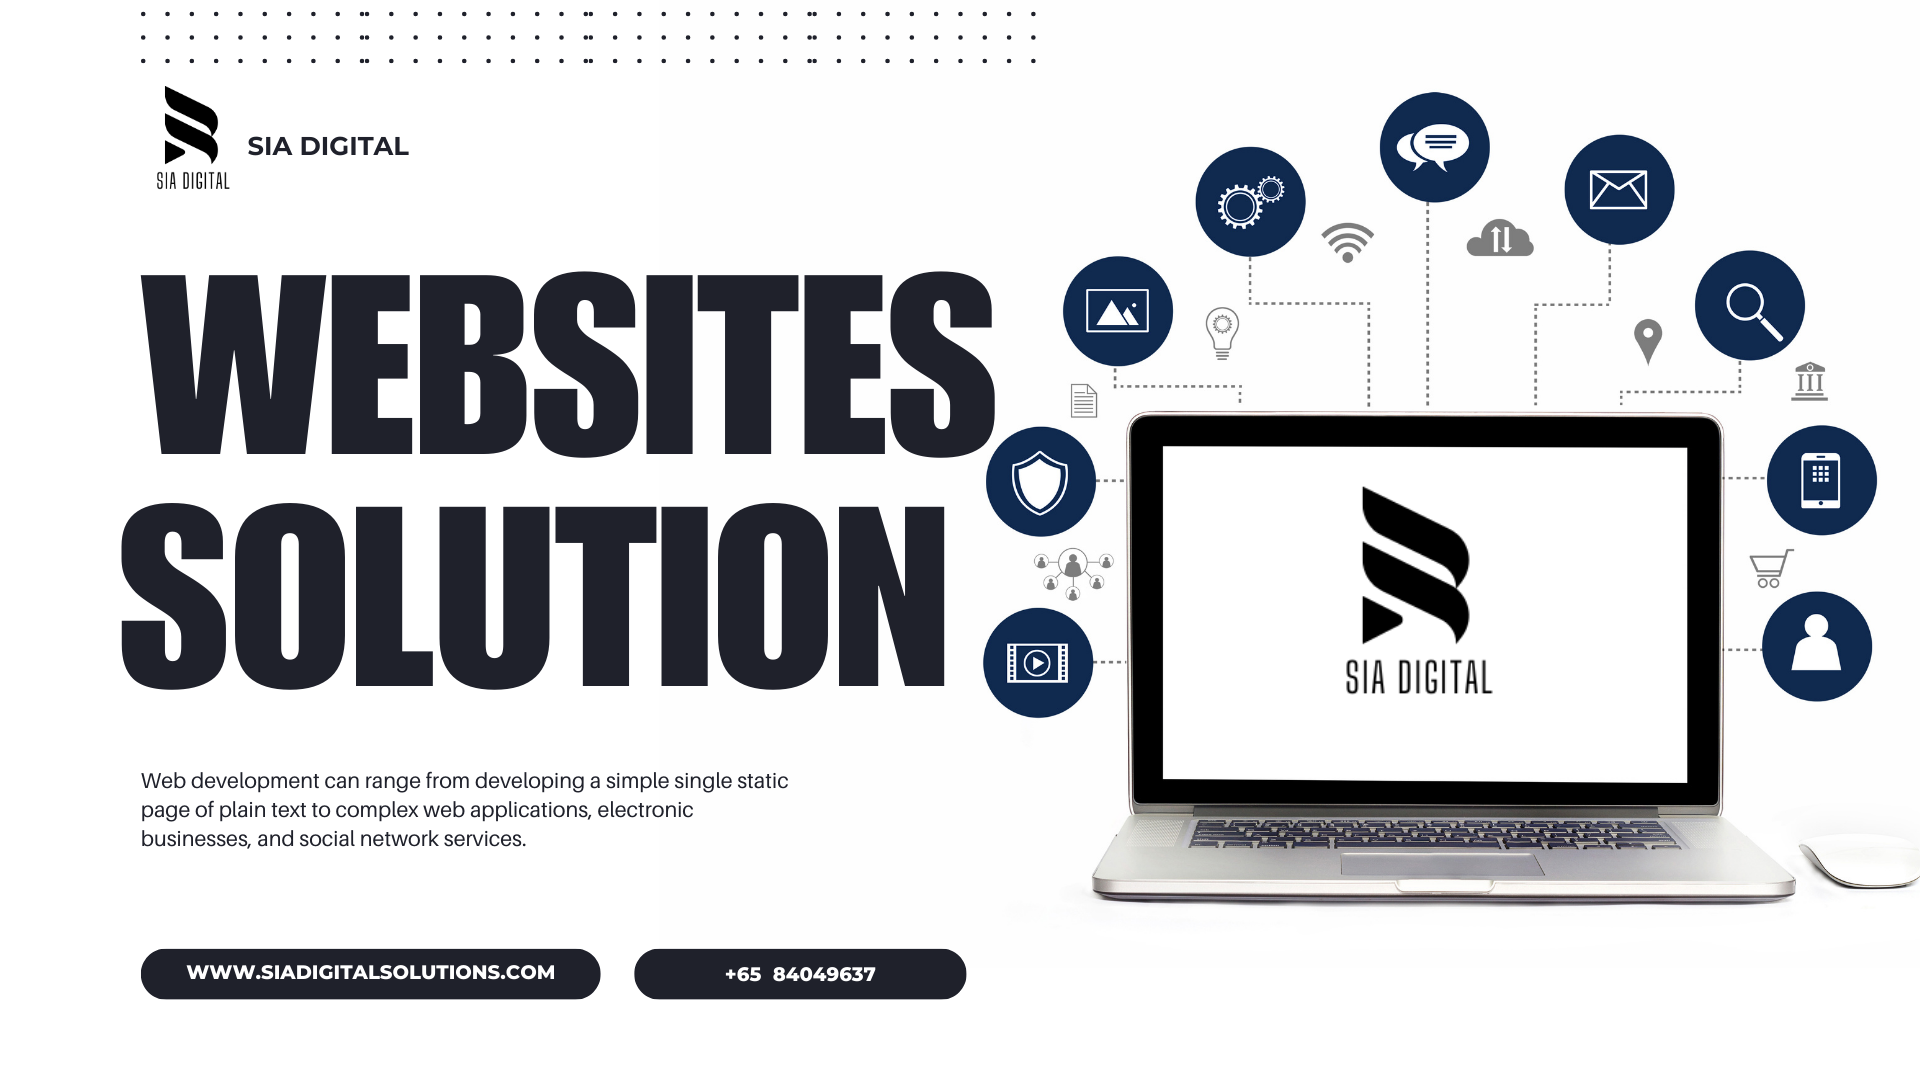 SIA DIGITAL
SIA DIGITAL
WEBSITES
SOLUTION
Web development can range from developing a simple single static
page of plain text to complex web applications, electronic
businesses, and social network services.
WWW.SIADIGITALSOLUTIONS.COM
+65 84049637
SIA DIGITAL